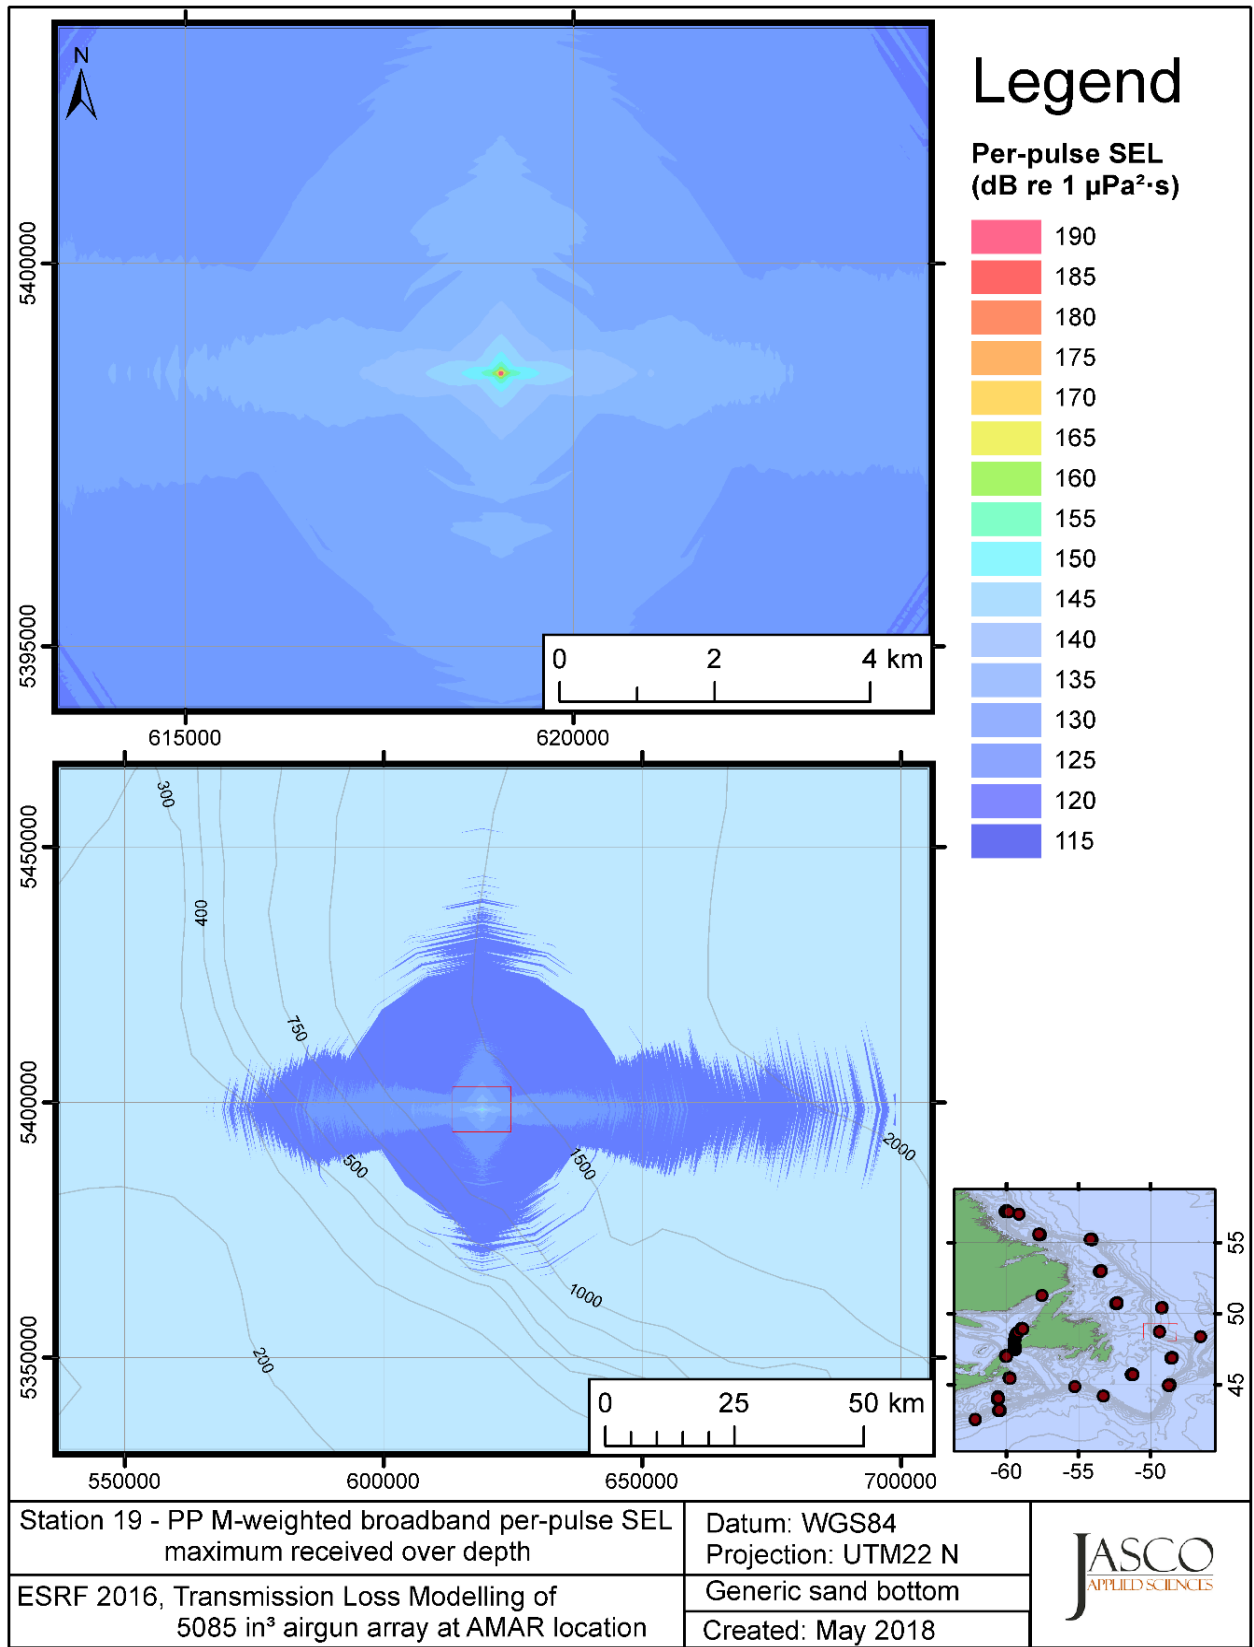 N
5400000
5395000
0 2 4 km
615000 620000
Legend
Per-pulse SEL
(dB re 1 µPa²·s)
190
185
180
175
170
165
160
155
150
145
140
135
130
125
120
115
300
400
750
500
1500
2000
1000
200
5450000
5400000
5350000
0 25 50 km
550000 600000 650000 700000
55
50
45
-60 -55 -50
Station 19 - PP M-weighted broadband per-pulse SEL
maximum received over depth
ESRF 2016, Transmission Loss Modelling of
5085 in³ airgun array at AMAR location
Datum: WGS84
Projection: UTM22 N
Generic sand bottom
Created: May 2018
JASCO
APPLIED SCIENCES